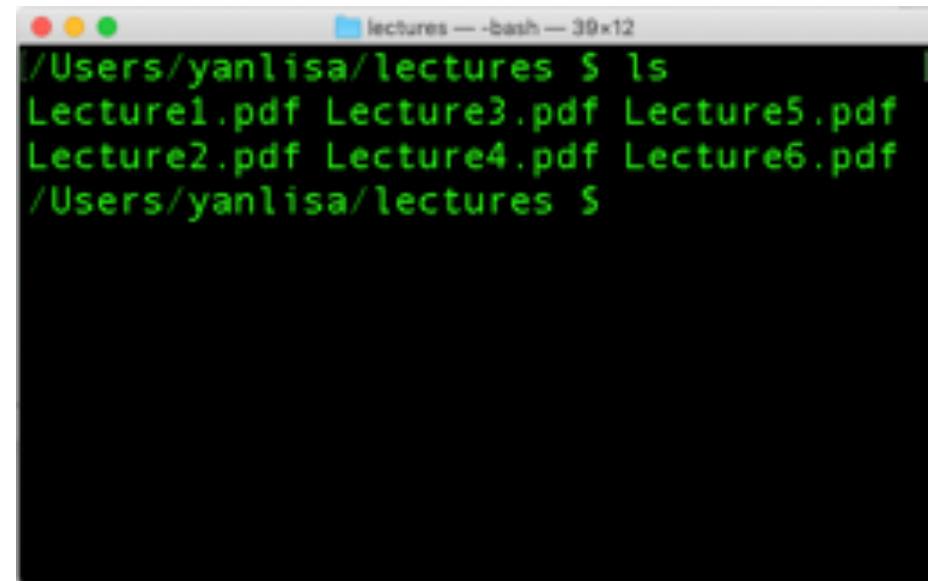 lectures — -bash — 39×12
/Users/yanlisa/lectures $ ls
Lecture1.pdf Lecture3.pdf Lecture5.pdf
Lecture2.pdf Lecture4.pdf Lecture6.pdf
/Users/yanlisa/lectures $